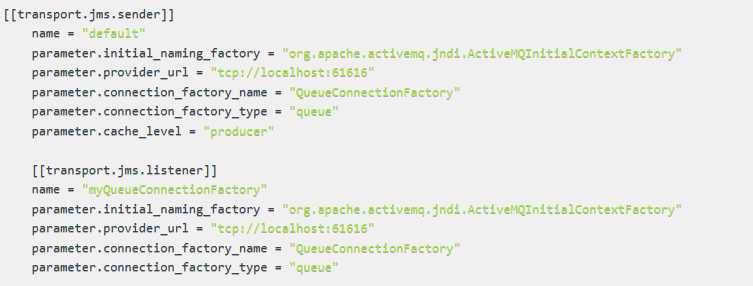 [[transport.jms.sender]]
name = "default"
parameter.initial_naming_factory = "org.apache.activemq.jndi.ActiveMQInitialContextFactory"
parameter.provider_url = "tcp://localhost:61616"
parameter.connection_factory_name = "QueueConnectionFactory"
parameter.connection_factory_type = "queue"
parameter.cache_level = "producer"
[[transport.jms.listener]]
name = "myQueueConnectionFactory"
parameter.initial_naming_factory = "org.apache.activemq.jndi.ActiveMQInitialContextFactory"
parameter.provider_url = "tcp://localhost:61616"
parameter.connection_factory_name = "QueueConnectionFactory"
parameter.connection_factory_type = "queue"